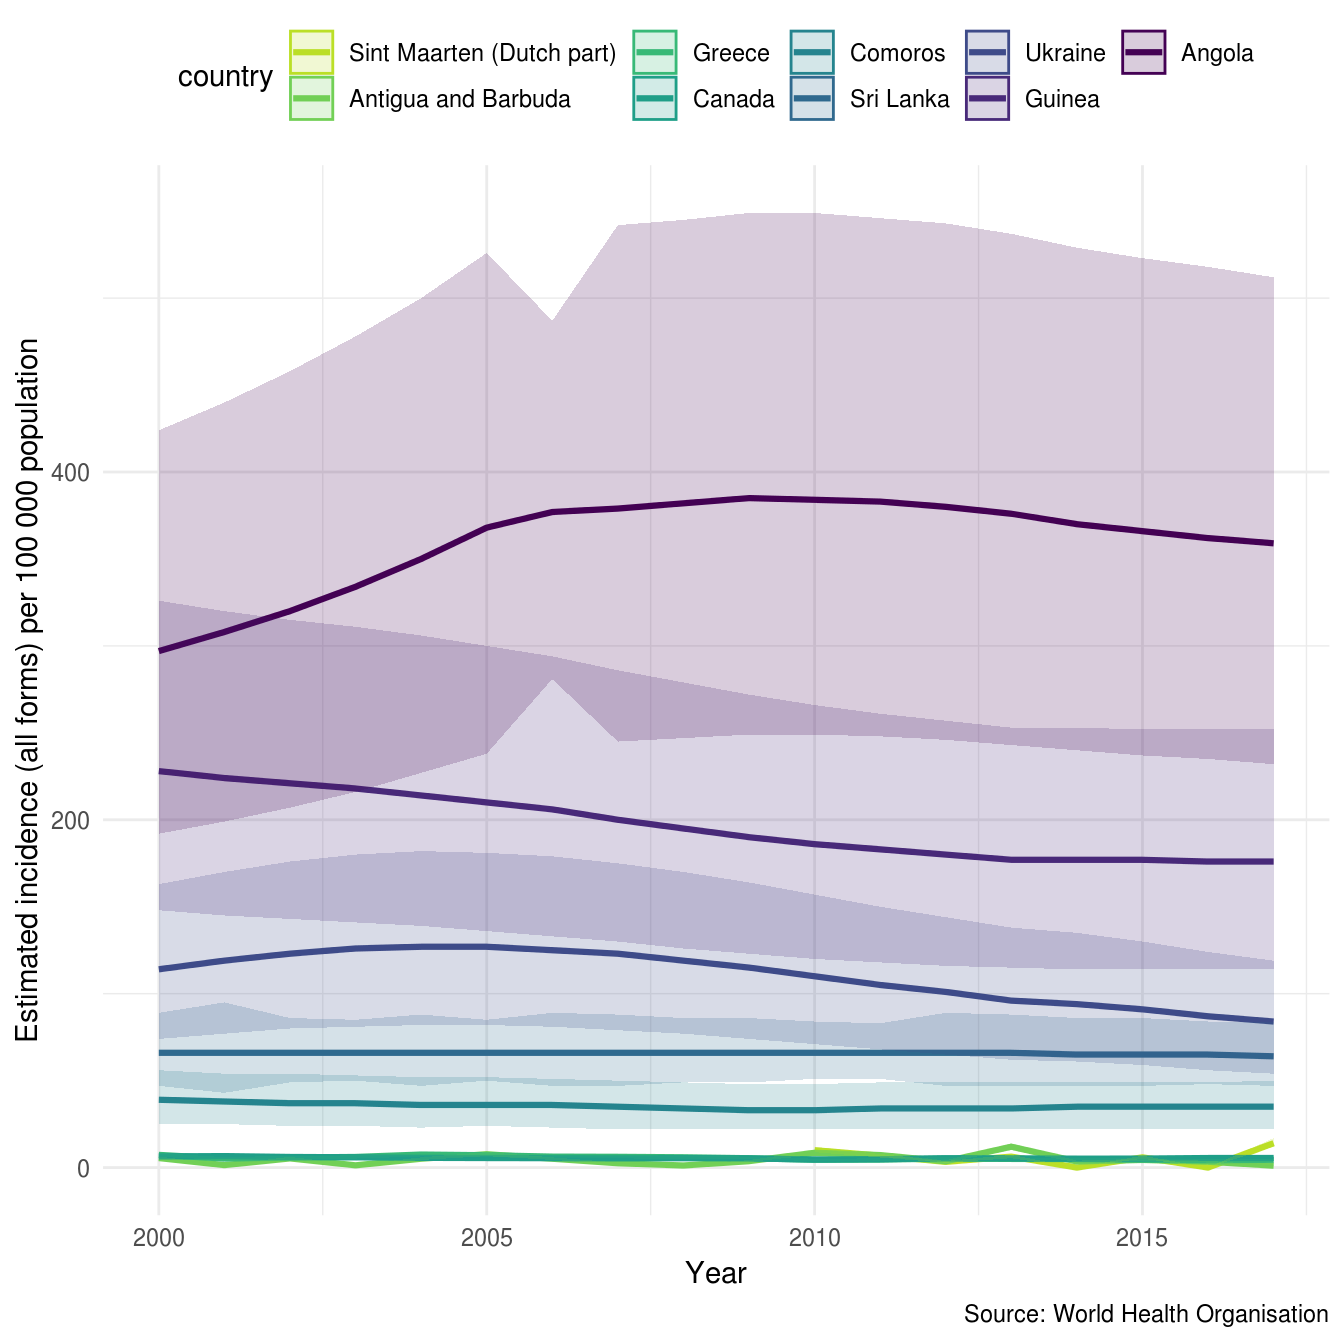 country
Sint Maarten (Dutch part) Greece Comoros Ukraine Angola
Antigua and Barbuda Canada Sri Lanka Guinea
Estimated incidence (all forms) per 100 000 population
400
200
0
2000 2005 2010 2015
Year
Source: World Health Organisation